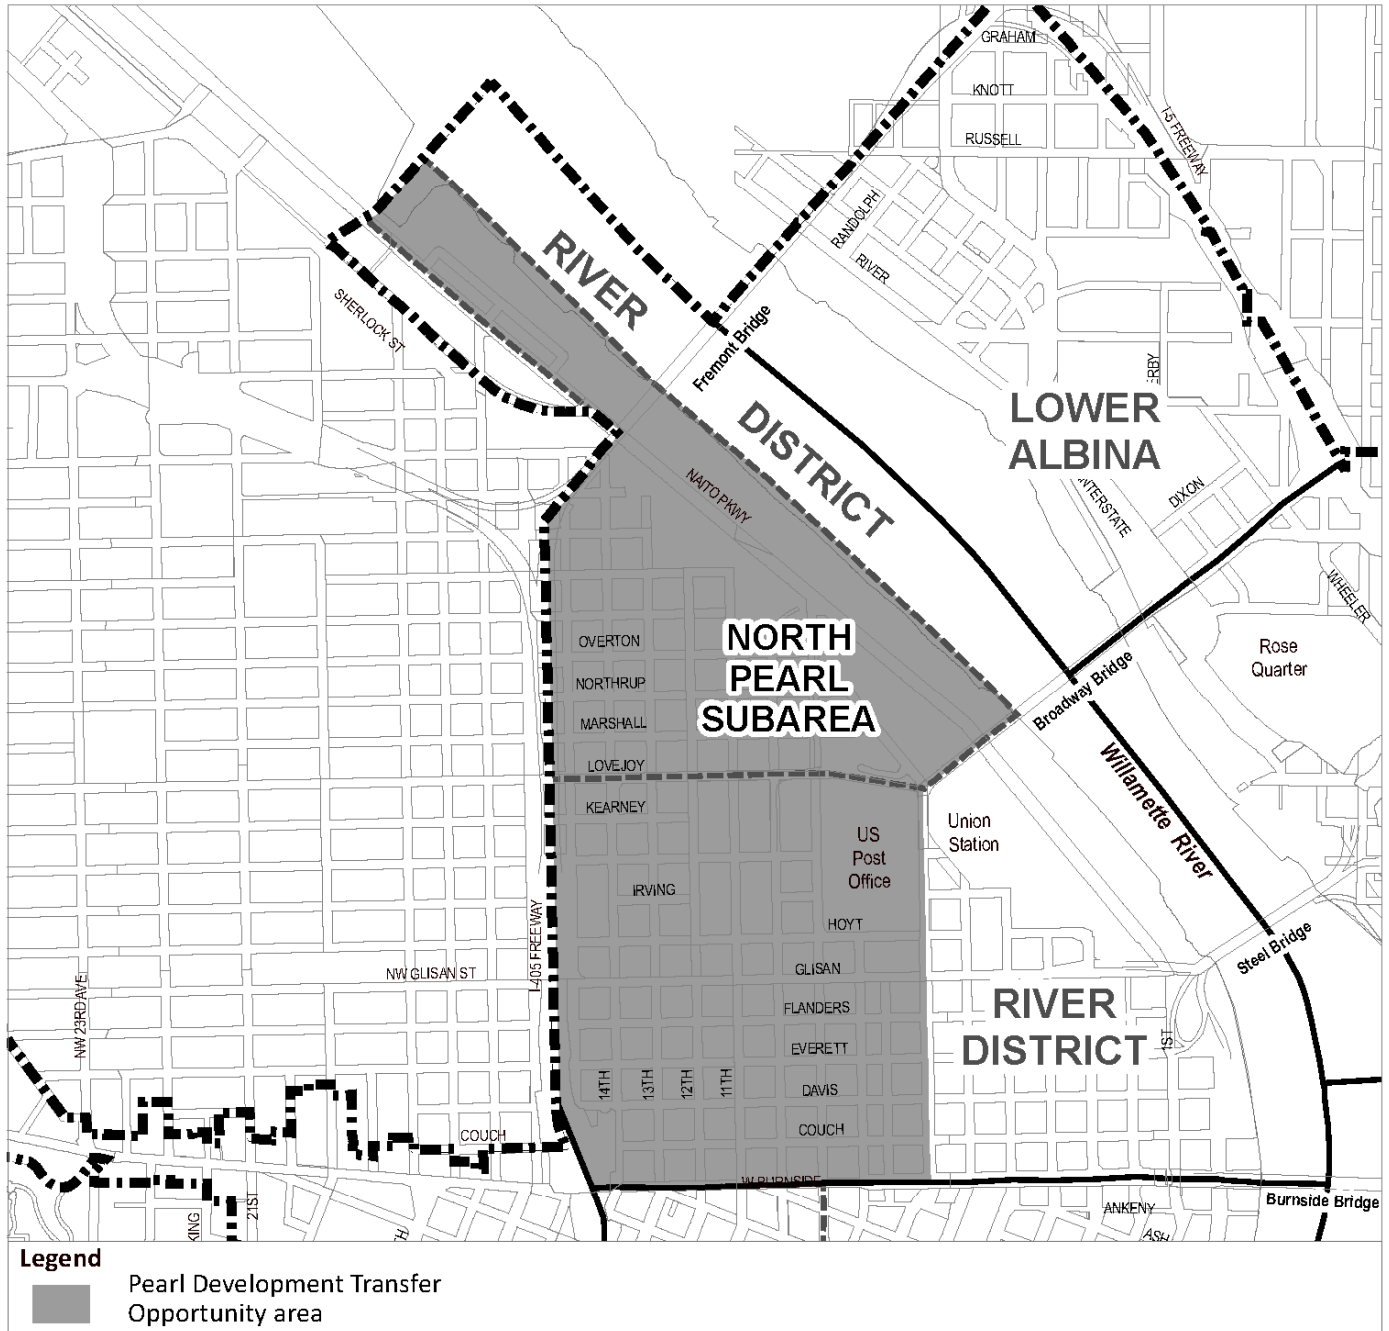 GRAHAM
KNOTT
RUSSELL
I-5 FREEWAY
RANDOLPH
RIVER
RIVER
DISTRICT
SHERLOCK ST
Fremont Bridge
LOWER
ALBINA
DIXON
NAITO PKWY
WHEELER
NORTH
PEARL
SUBAREA
OVERTON
NORTHRUP
MARSHALL
LOVEJOY
KEARNEY
Rose
Quarter
Broadway Bridge
Willamette River
US
Post
Office
Union
Station
IRVING
HOYT
I-405 FREEWAY
NW GLISAN ST
NW 23RD AVE
GLISAN
FLANDERS
EVERETT
DAVIS
COUCH
14TH
13TH
12TH
11TH
RIVER
DISTRICT
1ST
Steel Bridge
COUCH
W BURNSIDE
Burnside Bridge
ANKENY
ASH
21ST
KING
Legend
Pearl Development Transfer
Opportunity area